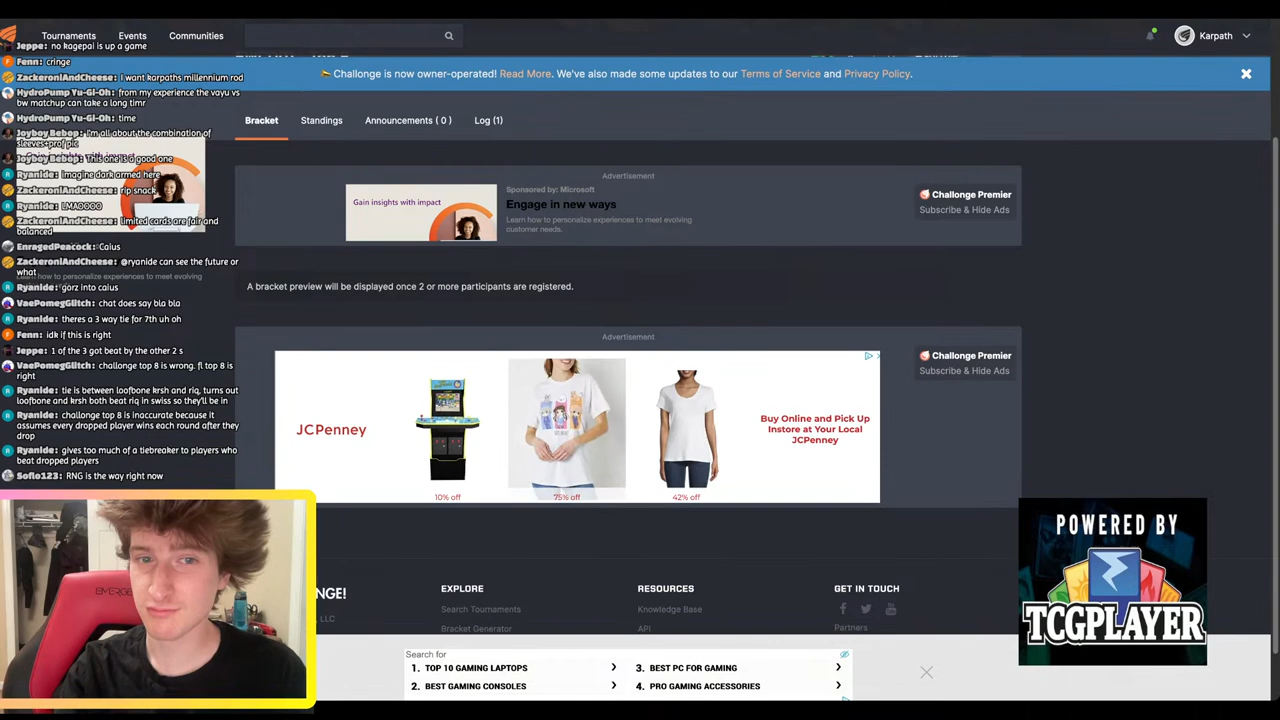 Tournaments Events Communities
Karpath
Jeppe: no kagepai is up a game
Fenn: cringe
ZackeroniAndCheese: I want karpaths millennium rod
HydroPump Yu-Gi-Oh: from my experience the vayu vs
bw matchup can take a long timr
HydroPump Yu-Gi-Oh: time
Joyboy Bebop: I'm all about the combination of
sleeves+prof pic
Joyboy Bebop: This one is a good one
Ryanide: Imagine dark armed here
ZackeroniAndCheese: rip snack
Ryanide: LMAOOOO
ZackeroniAndCheese: limited cards are fair and
balanced
EnragedPeacock: Caius
ZackeroniAndCheese: @ryanide can see the future or
what
Ryanide: gorz into caius
VaePomegGlitch: chat does say bla bla
Ryanide: theres a 3 way tie for 7th uh oh
Fenn: idk if this is right
Jeppe: 1 of the 3 got beat by the other 2 s
VaePomegGlitch: challonge top 8 is wrong. fl top 8 is
right
Ryanide: tie is between loofbone krsh and riq, turns out
loofbone and krsh both beat riq in swiss so they'll be in
Ryanide: challonge top 8 is inaccurate because it
assumes every dropped player wins each round after they
drop
Ryanide: gives too much of a tiebreaker to players who
beat dropped players
Sofio123: RNG is the way right now
Challonge is now owner-operated! Read More. We've also made some updates to our Terms of Service and Privacy Policy.
Bracket Standings Announcements ( 0 ) Log (1)
Advertisement
Gain insights with impact
Sponsored by: Microsoft
Engage in new ways
Learn how to personalize experiences to meet evolving
customer needs.
Challonge Premier
Subscribe & Hide Ads
A bracket preview will be displayed once 2 or more participants are registered.
Advertisement
JCPenney
10% off
75% off
42% off
Buy Online and Pick Up
Instore at Your Local
JCPenney
Challonge Premier
Subscribe & Hide Ads
NGE!
, LLC
EXPLORE
Search Tournaments
Bracket Generator
RESOURCES
Knowledge Base
API
GET IN TOUCH
Partners
POWERED BY
TCGPLAYER
Search for
1. TOP 10 GAMING LAPTOPS
2. BEST GAMING CONSOLES
3. BEST PC FOR GAMING
4. PRO GAMING ACCESSORIES